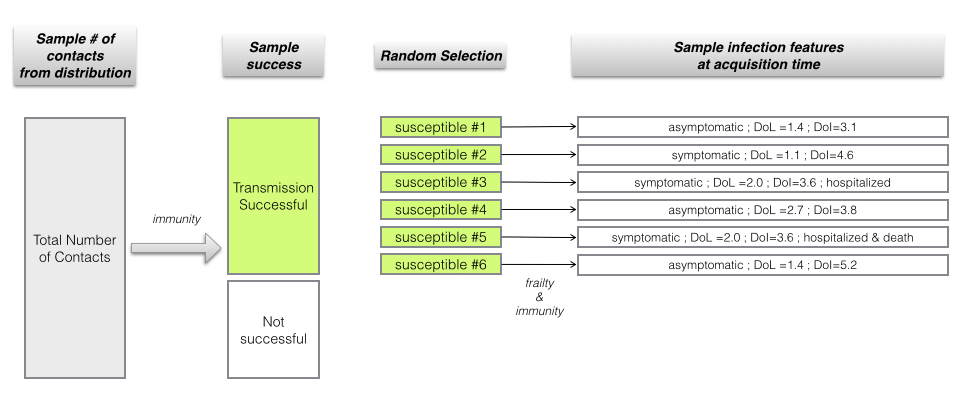 Sample # of
contacts
from distribution
Sample
success
Random Selection
Sample infection features
at acquisition time
Total Number
of Contacts
immunity
Transmission
Successful
Not
successful
susceptible #1
asymptomatic ; DoL =1.4 ; DoI=3.1
susceptible #2
symptomatic ; DoL =1.1 ; DoI=4.6
susceptible #3
symptomatic ; DoL =2.0 ; DoI=3.6 ; hospitalized
susceptible #4
asymptomatic ; DoL =2.7 ; DoI=3.8
susceptible #5
symptomatic ; DoL =2.0 ; DoI=3.6 ; hospitalized & death
susceptible #6
asymptomatic ; DoL =1.4 ; DoI=5.2
frailty
&
immunity